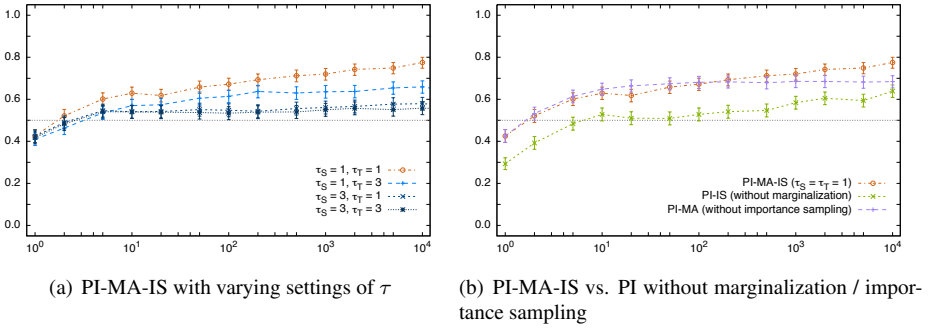 1.0
0.8
0.6
0.4
0.2
0.0
τS = 1, τT = 1
τS = 1, τT = 3
τS = 3, τT = 1
τS = 3, τT = 3
10^0 10^1 10^2 10^3 10^4
(a) PI-MA-IS with varying settings of τ
1.0
0.8
0.6
0.4
0.2
0.0
PI-MA-IS (τS = τT = 1)
PI-IS (without marginalization)
PI-MA (without importance sampling)
10^0 10^1 10^2 10^3 10^4
(b) PI-MA-IS vs. PI without marginalization / impor-
tance sampling